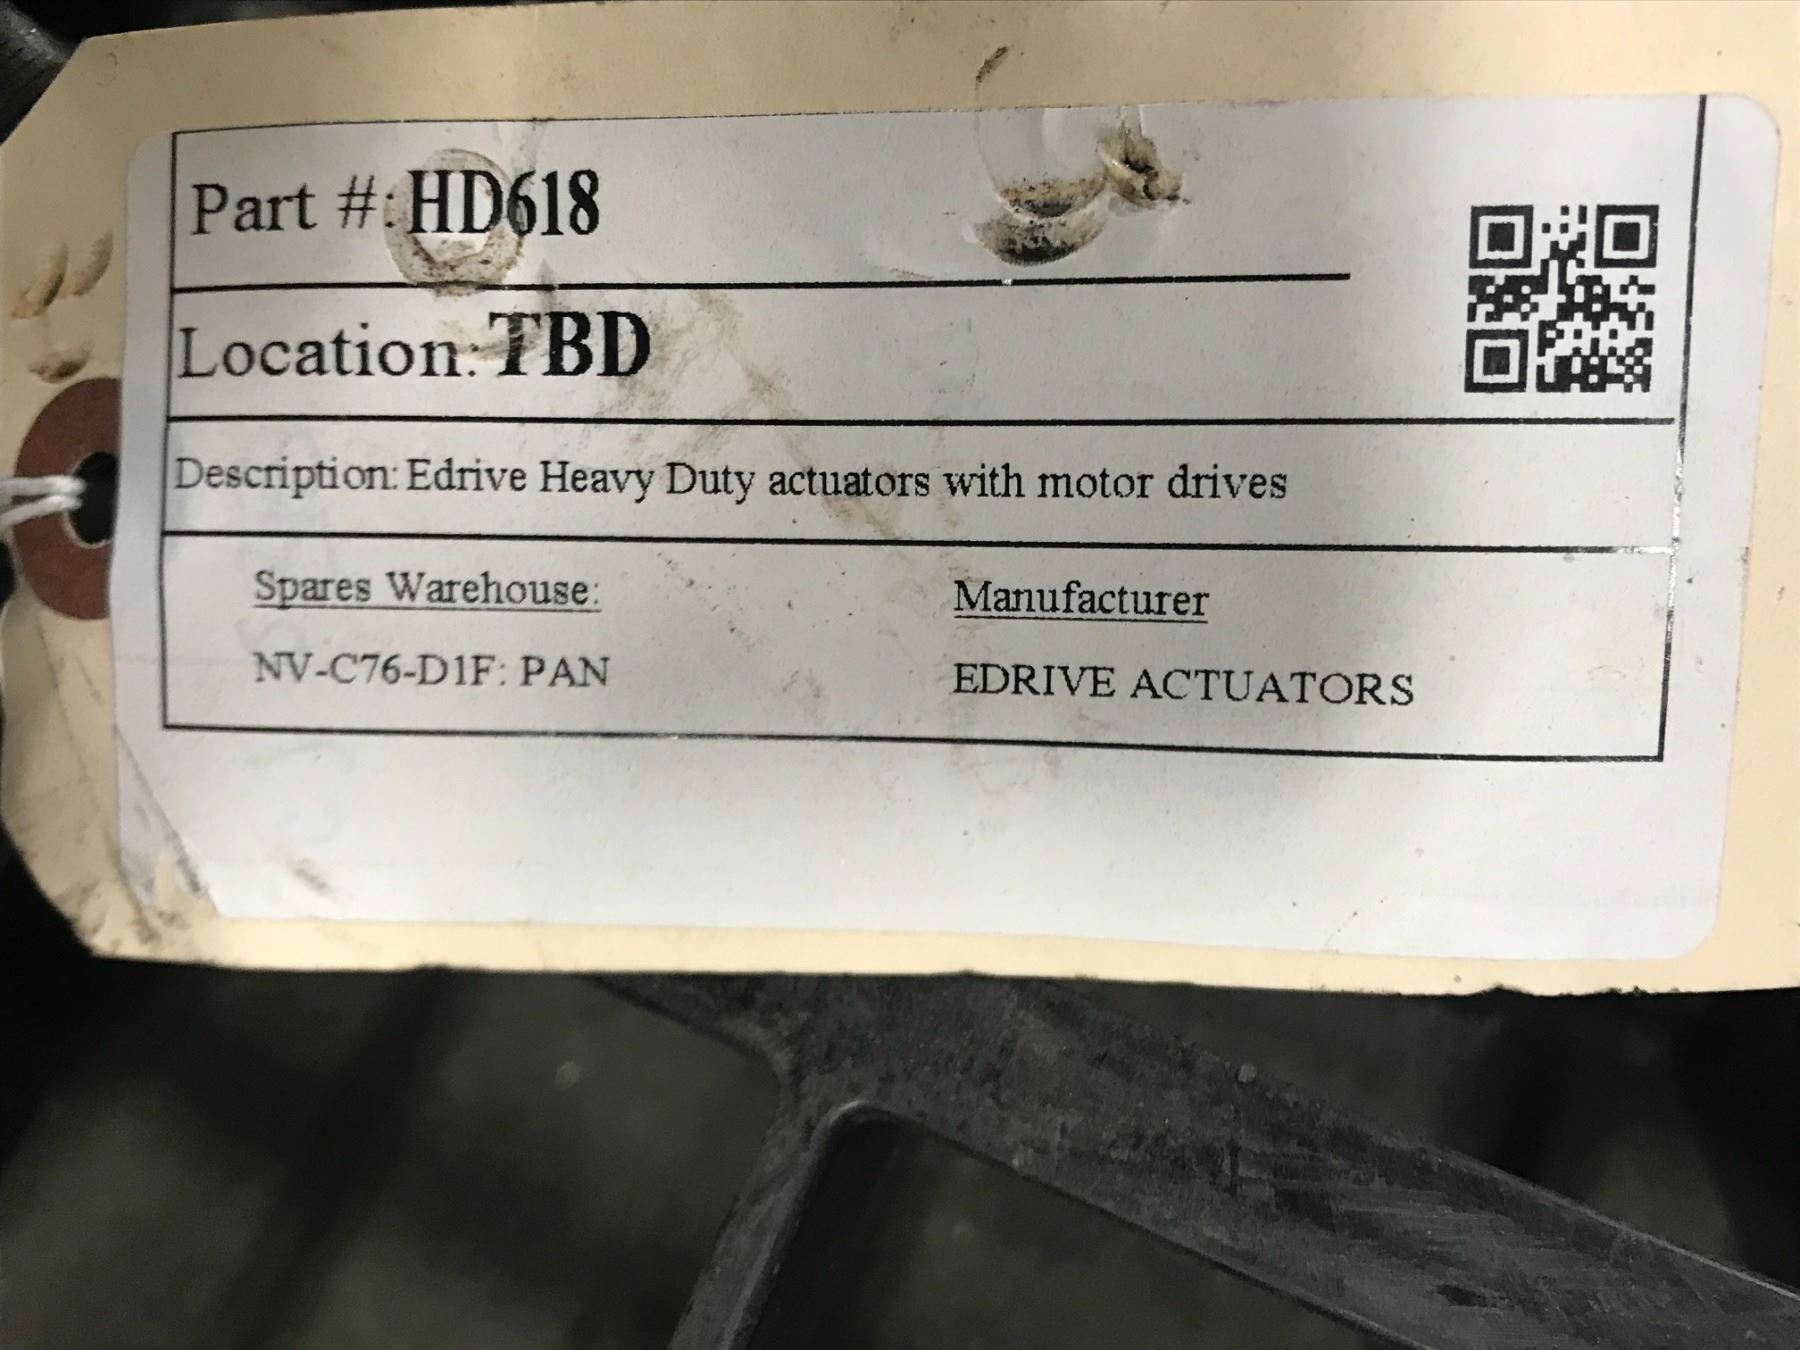 Part #: HD618
Location: TBD
Description: Edrive Heavy Duty actuators with motor drives
Spares Warehouse:
NV-C76-D1F: PAN
Manufacturer
EDRIVE ACTUATORS